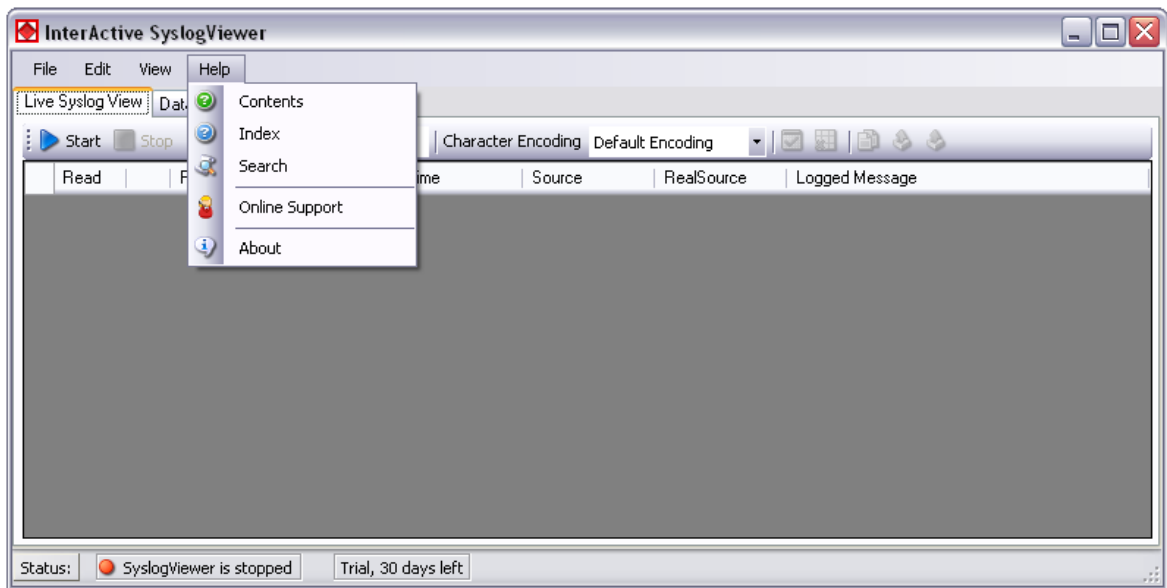 InterActive SyslogViewer
File Edit View Help
Live Syslog View
Contents
Start Stop Index Character Encoding Default Encoding
Search
Read Source RealSource Logged Message
Online Support
About
Status: SyslogViewer is stopped Trial, 30 days left